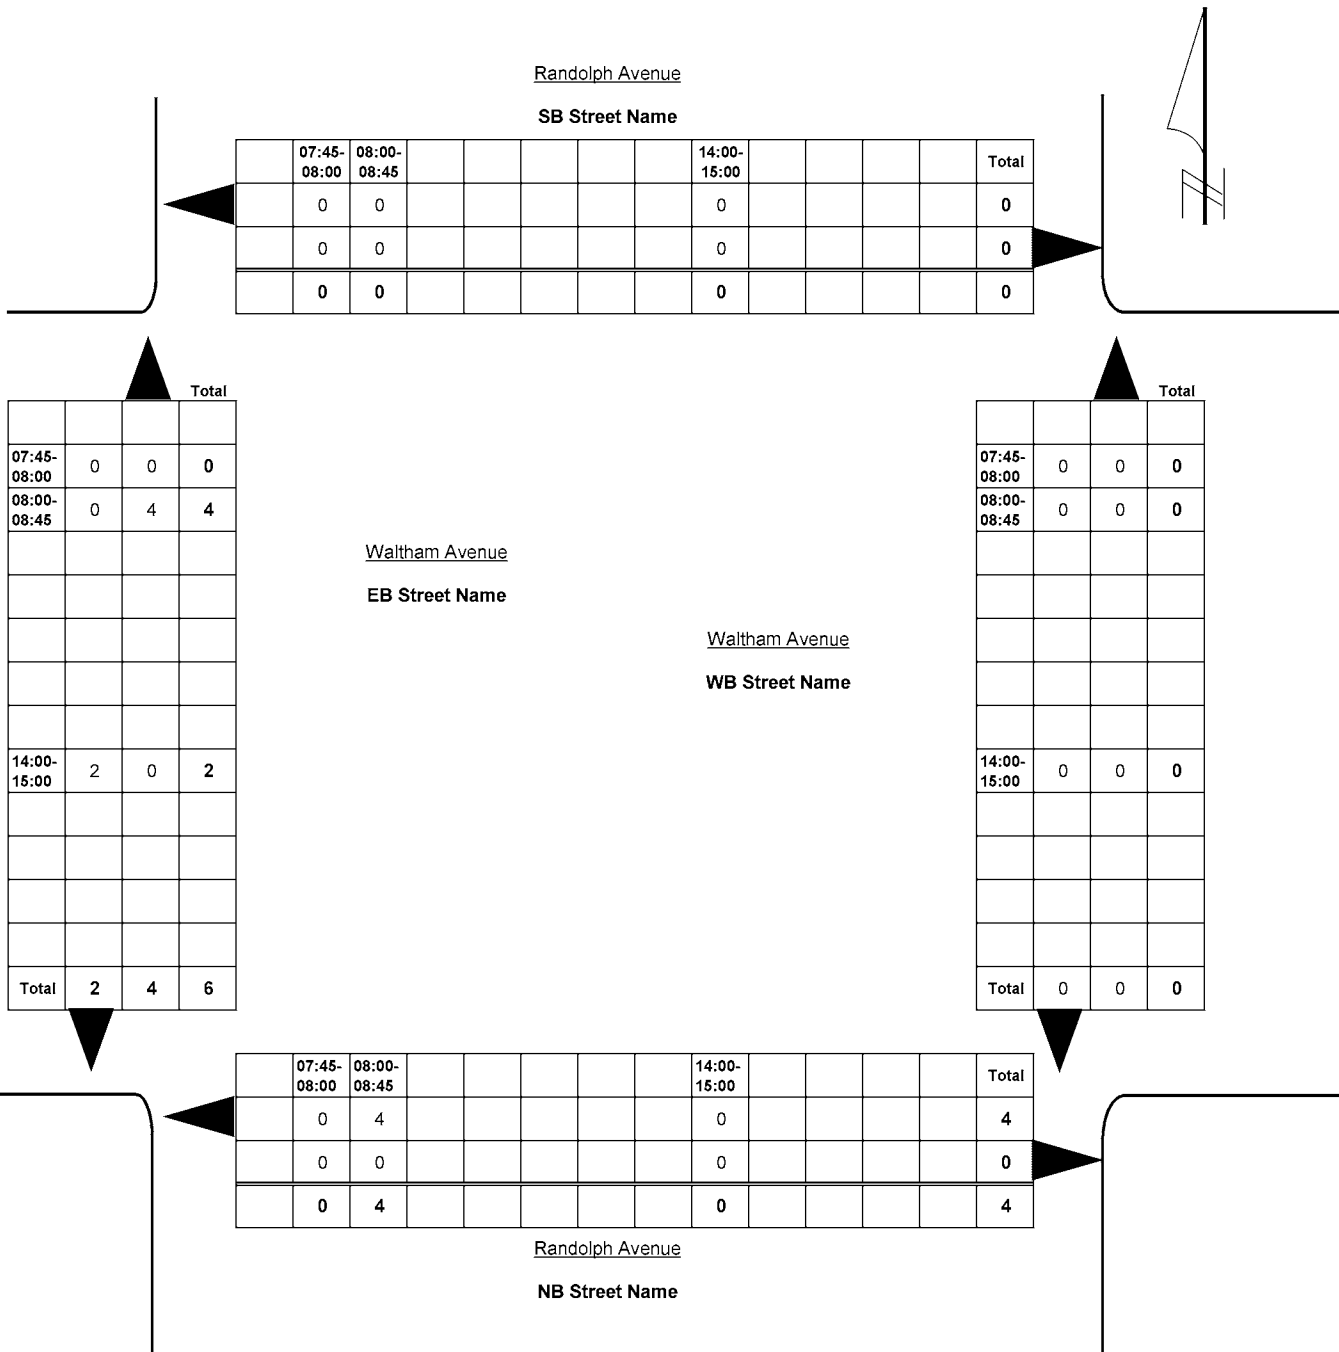 Randolph Avenue
SB Street Name
07:45-08:00 08:00-08:45 14:00-15:00 Total
0 0 0 0
0 0 0 0
0 0 0 0
Total
07:45-08:00 0 0 0
08:00-08:45 0 4 4
14:00-15:00 2 0 2
Total 2 4 6
Waltham Avenue
EB Street Name
Waltham Avenue
WB Street Name
Total
07:45-08:00 0 0 0
08:00-08:45 0 0 0
14:00-15:00 0 0 0
Total 0 0 0
07:45-08:00 08:00-08:45 14:00-15:00 Total
0 4 0 4
0 0 0 0
0 4 0 4
Randolph Avenue
NB Street Name
N